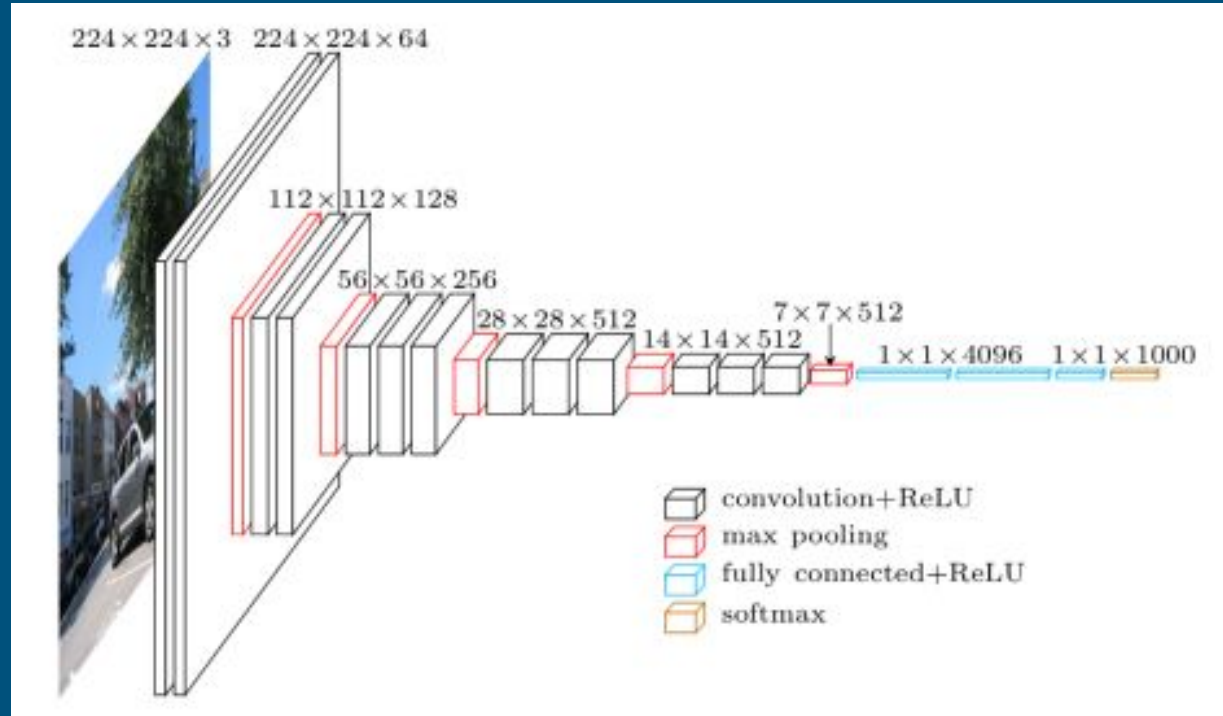 224×224×3
224×224×64
112×112×128
56×56×256
28×28×512
14×14×512
7×7×512
1×1×4096
1×1×1000
convolution+ReLU
max pooling
fully connected+ReLU
softmax